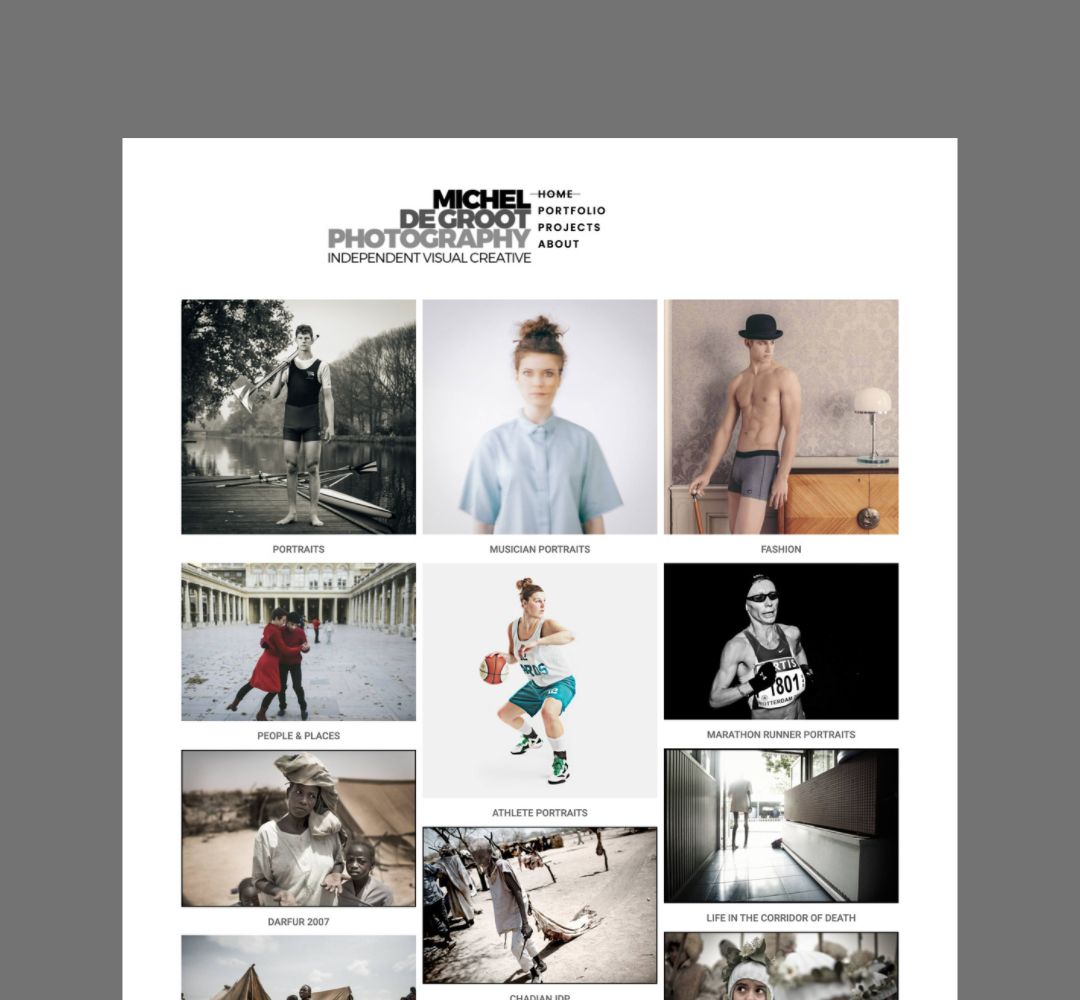 MICHEL
DE GROOT
PHOTOGRAPHY
INDEPENDENT VISUAL CREATIVE
HOME
PORTFOLIO
PROJECTS
ABOUT
PORTRAITS
MUSICIAN PORTRAITS
FASHION
PEOPLE & PLACES
1801
MARATHON RUNNER PORTRAITS
ATHLETE PORTRAITS
DARFUR 2007
LIFE IN THE CORRIDOR OF DEATH
CHADIAN IDP